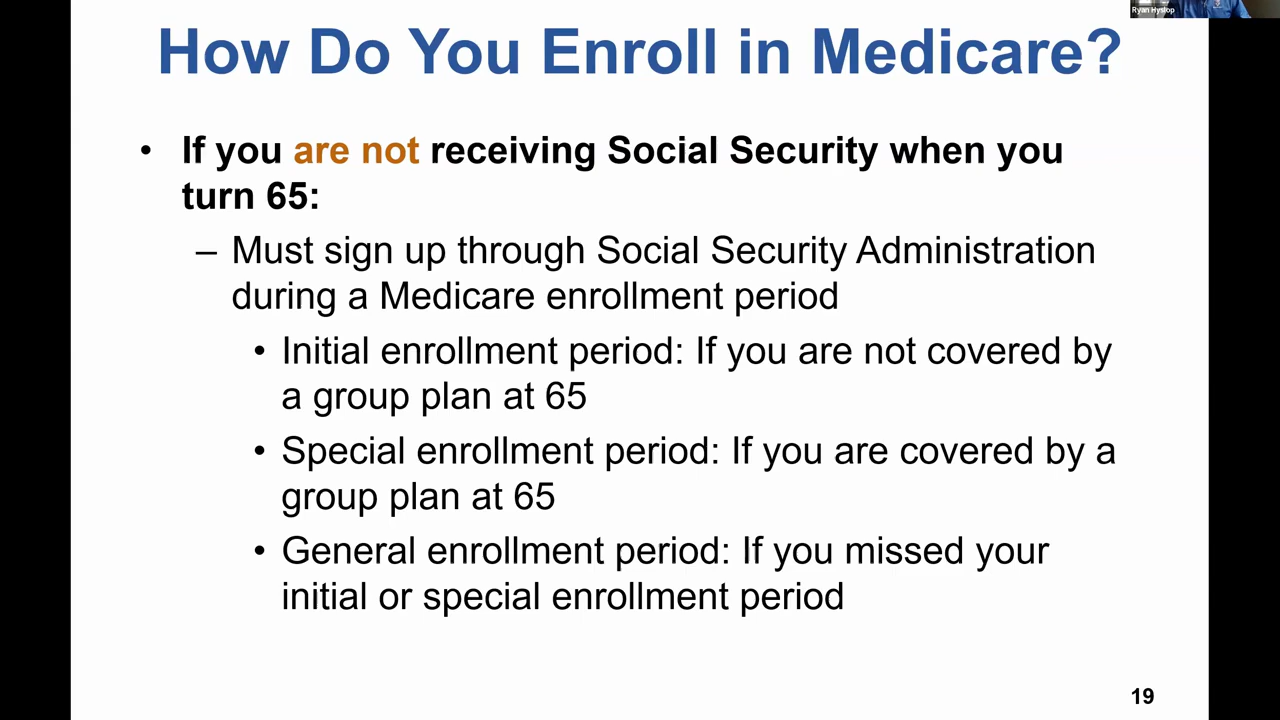 Ryan Hyslop
How Do You Enroll in Medicare?
• If you are not receiving Social Security when you
turn 65:
– Must sign up through Social Security Administration
during a Medicare enrollment period
• Initial enrollment period: If you are not covered by
a group plan at 65
• Special enrollment period: If you are covered by a
group plan at 65
• General enrollment period: If you missed your
initial or special enrollment period
19